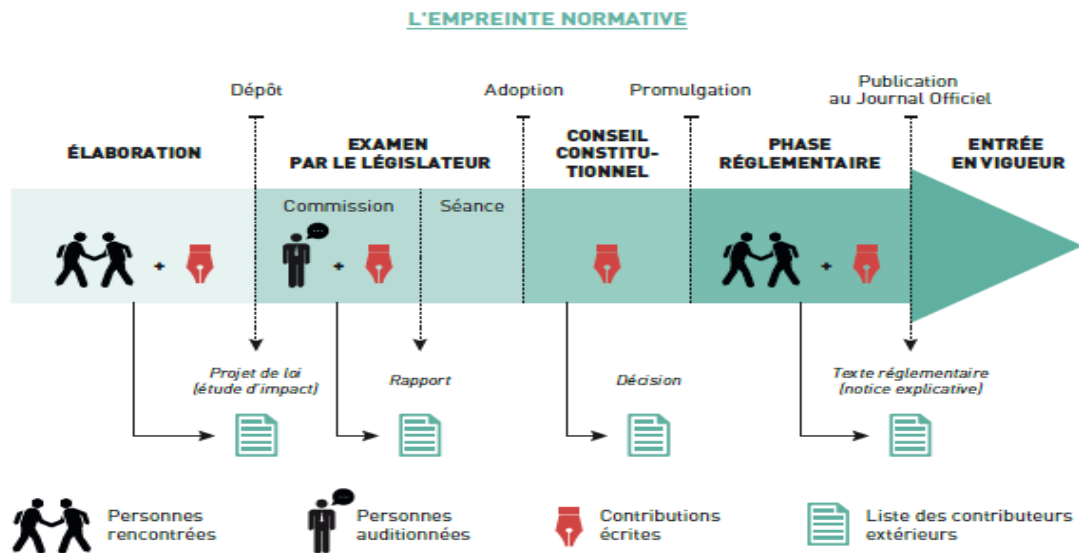 L'EMPREINTE NORMATIVE
Dépôt
Adoption
Promulgation
Publication
au Journal Officiel
ÉLABORATION
EXAMEN
PAR LE LÉGISLATEUR
CONSEIL
CONSTITU-
TIONNEL
PHASE
RÉGLEMENTAIRE
ENTRÉE
EN VIGUEUR
Commission
Séance
+
+
+
Projet de loi
(étude d'impact)
Rapport
Décision
Texte réglementaire
(notice explicative)
Personnes
rencontrées
Personnes
auditionnées
Contributions
écrites
Liste des contributeurs
extérieurs